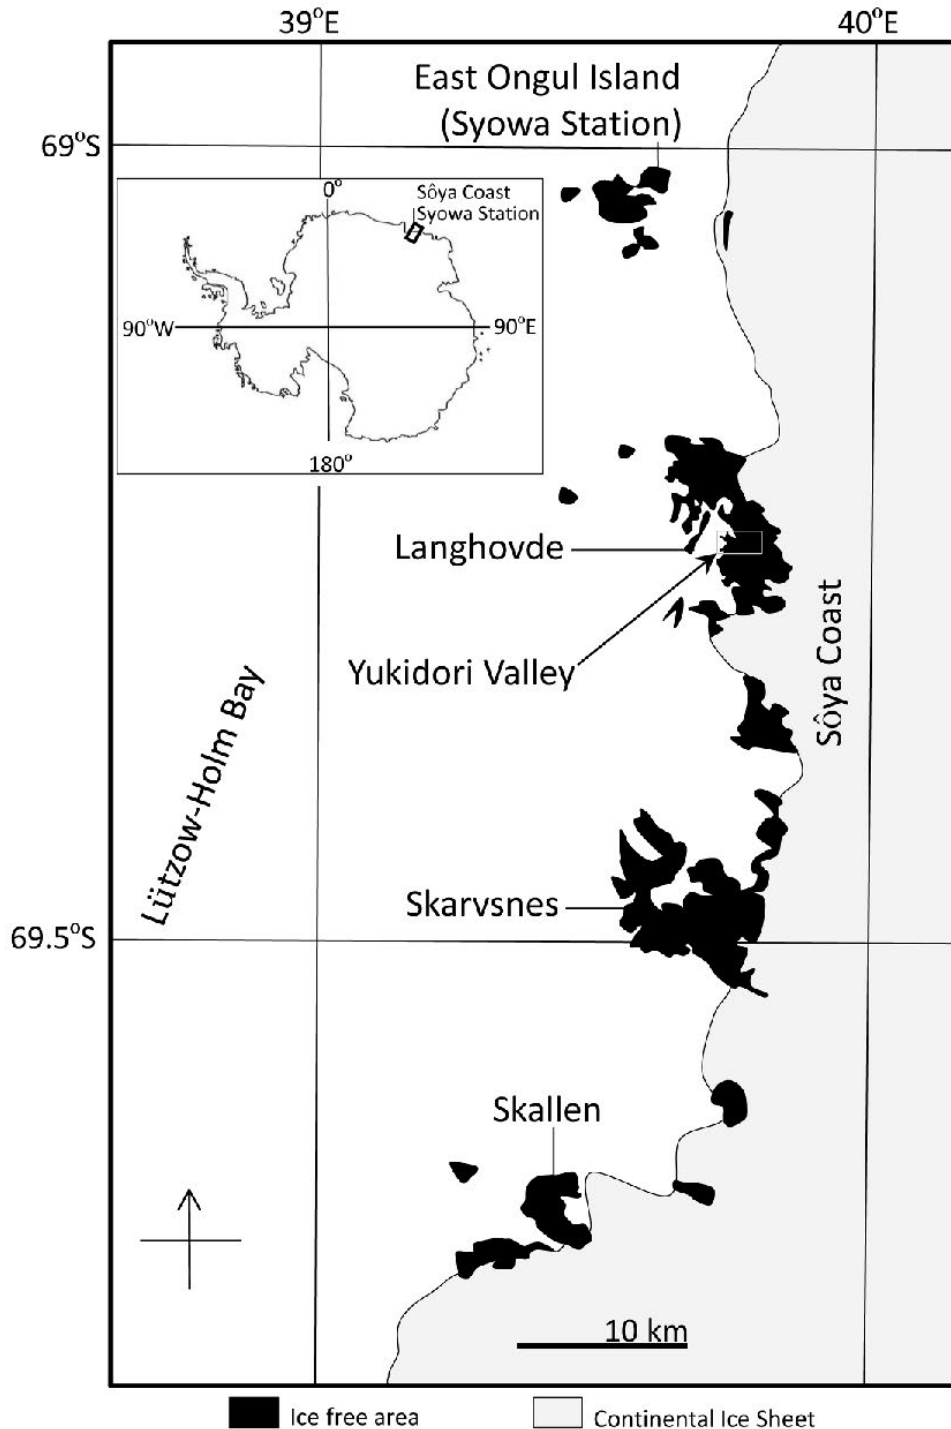 39°E
40°E
East Ongul Island
(Syowa Station)
69°S
0°
Sôya Coast
Syowa Station
90°W
90°E
180°
Langhovde
Yukidori Valley
Sôya Coast
Lützow-Holm Bay
Skarvsnes
69.5°S
Skallen
10 km
Ice free area
Continental Ice Sheet